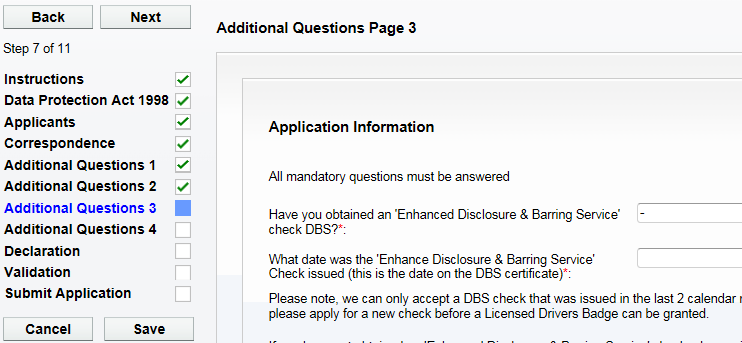 Back
Next
Step 7 of 11
Instructions
Data Protection Act 1998
Applicants
Correspondence
Additional Questions 1
Additional Questions 2
Additional Questions 3
Additional Questions 4
Declaration
Validation
Submit Application
Cancel
Save
Additional Questions Page 3
Application Information
All mandatory questions must be answered
Have you obtained an 'Enhanced Disclosure & Barring Service'
check DBS?*:
-
What date was the 'Enhance Disclosure & Barring Service'
Check issued (this is the date on the DBS certificate)*:
Please note, we can only accept a DBS check that was issued in the last 2 calendar
please apply for a new check before a Licensed Drivers Badge can be granted.